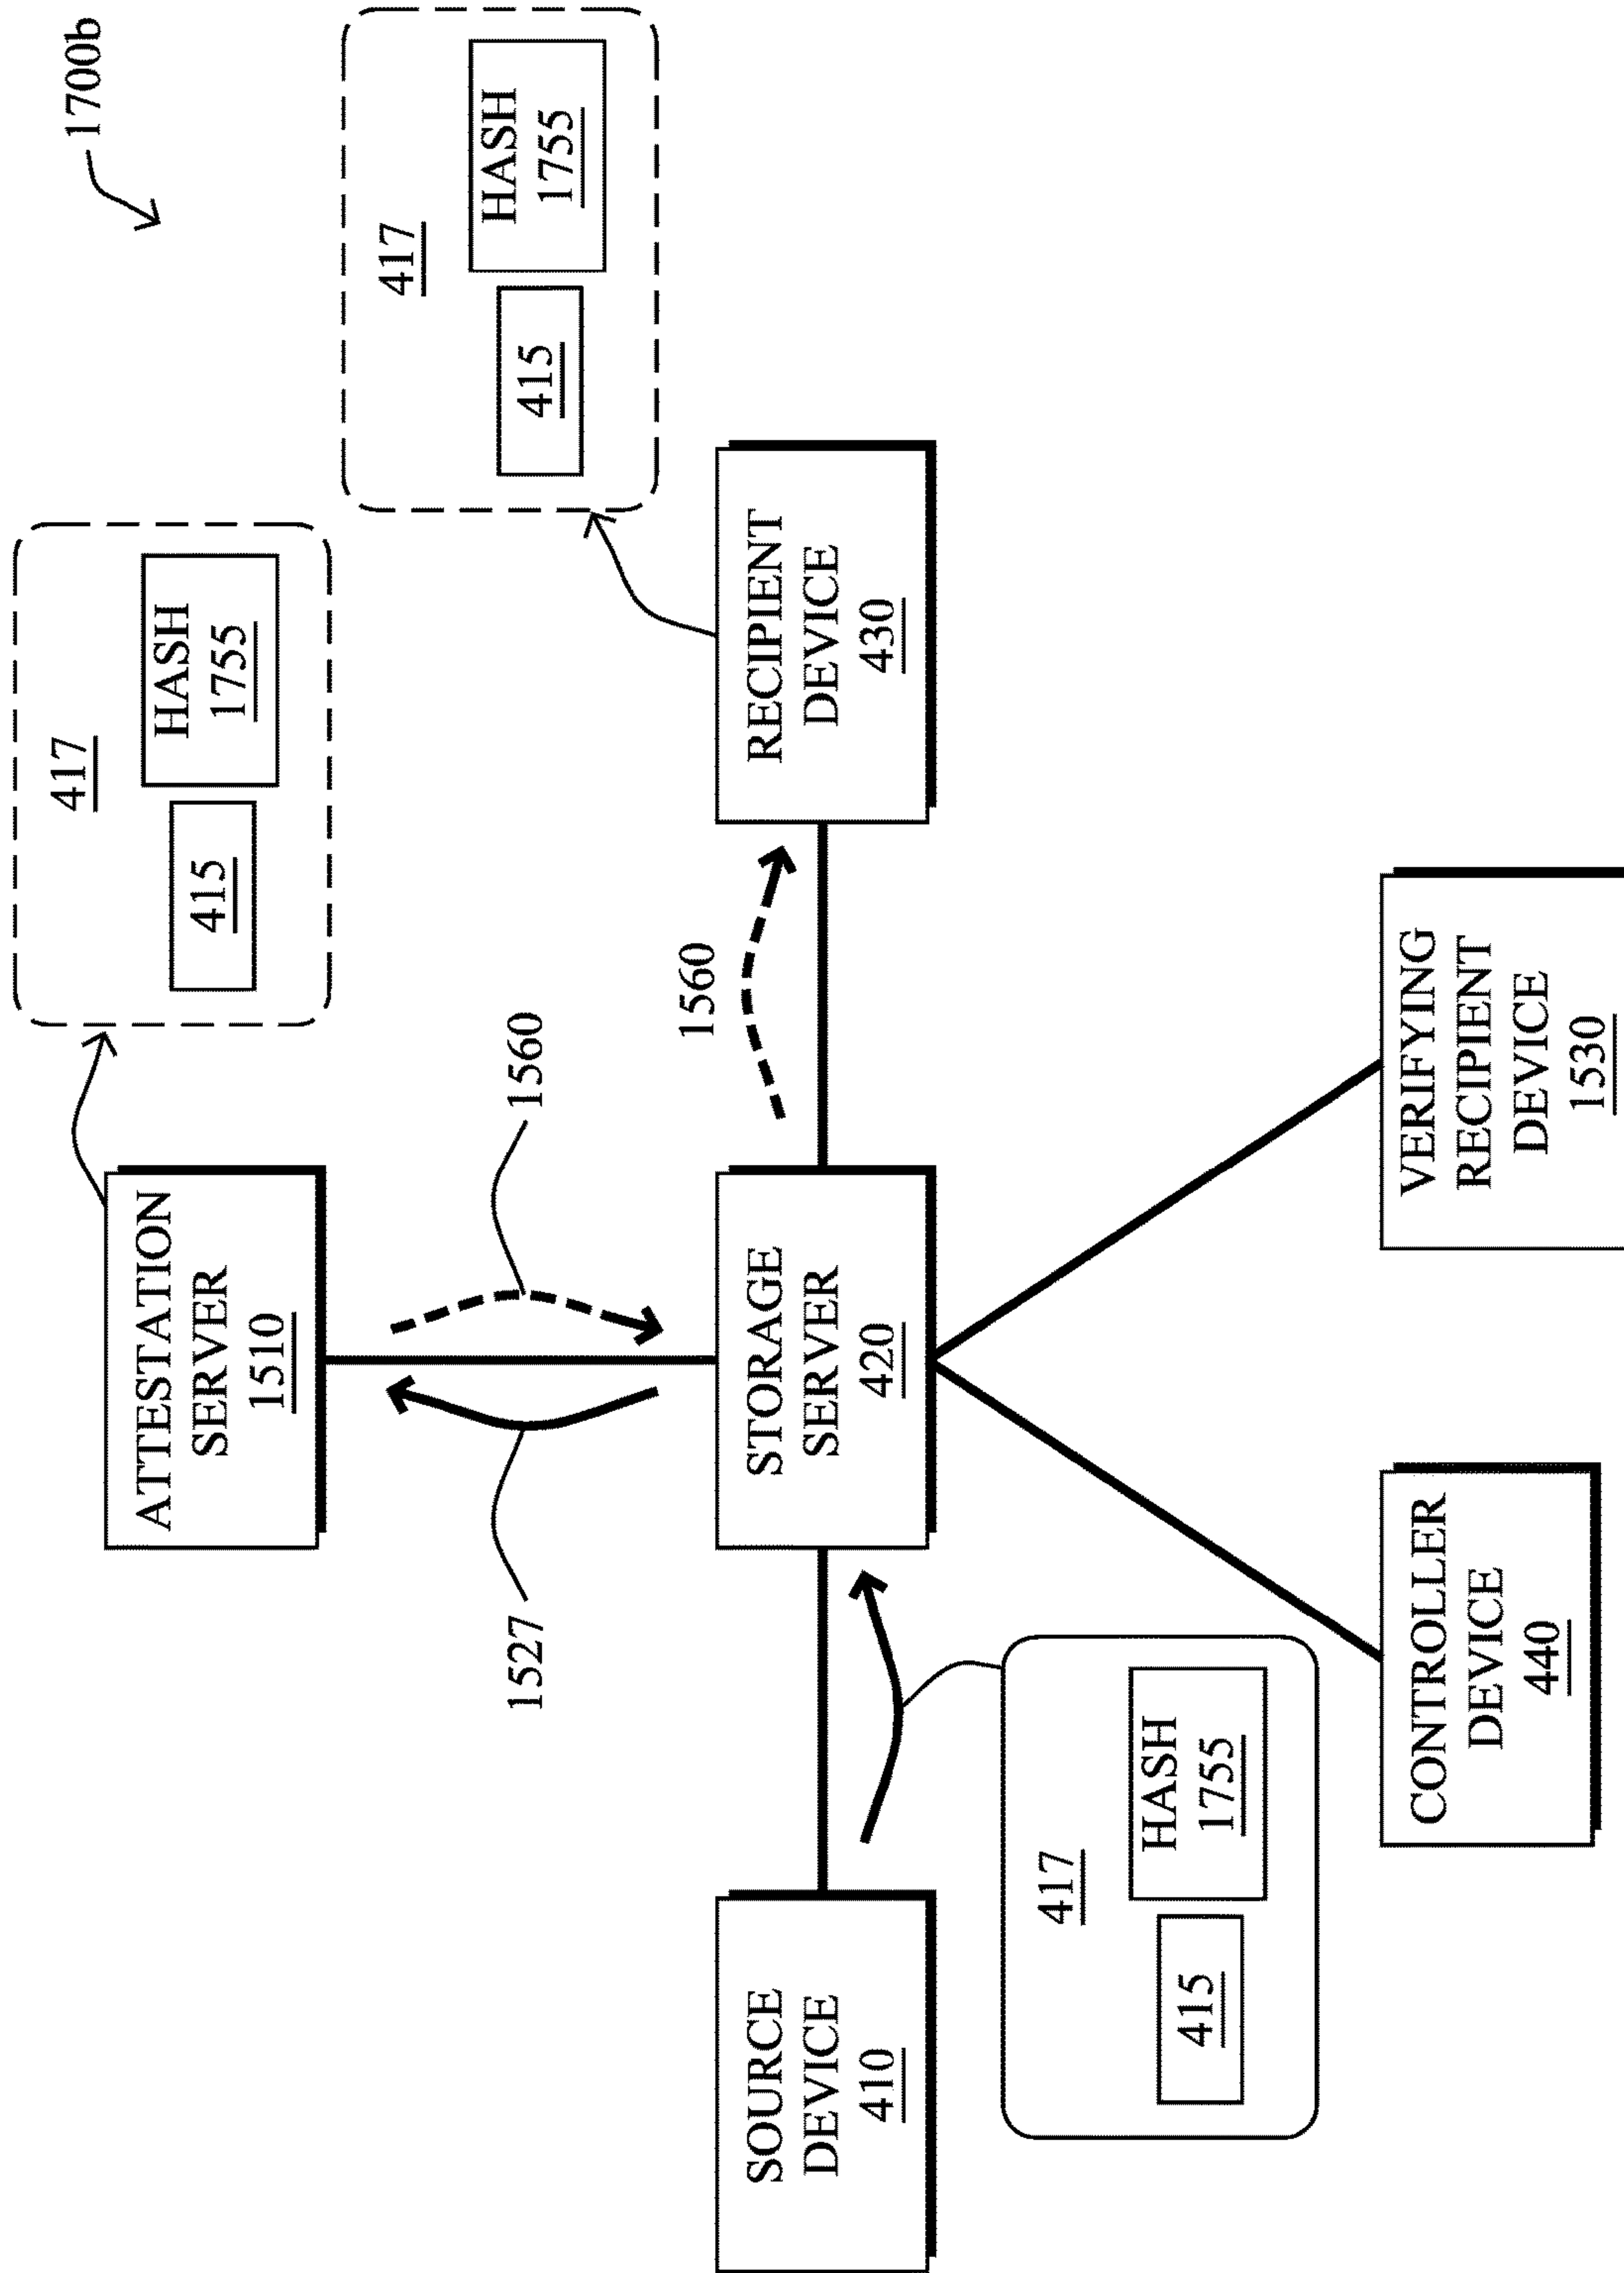 1700b
417
415
HASH
1755
ATTESTATION
SERVER
1510
417
415
HASH
1755
1527
1560
1560
SOURCE
DEVICE
410
STORAGE
SERVER
420
RECIPIENT
DEVICE
430
417
415
HASH
1755
CONTROLLER
DEVICE
440
VERIFYING
RECIPIENT
DEVICE
1530